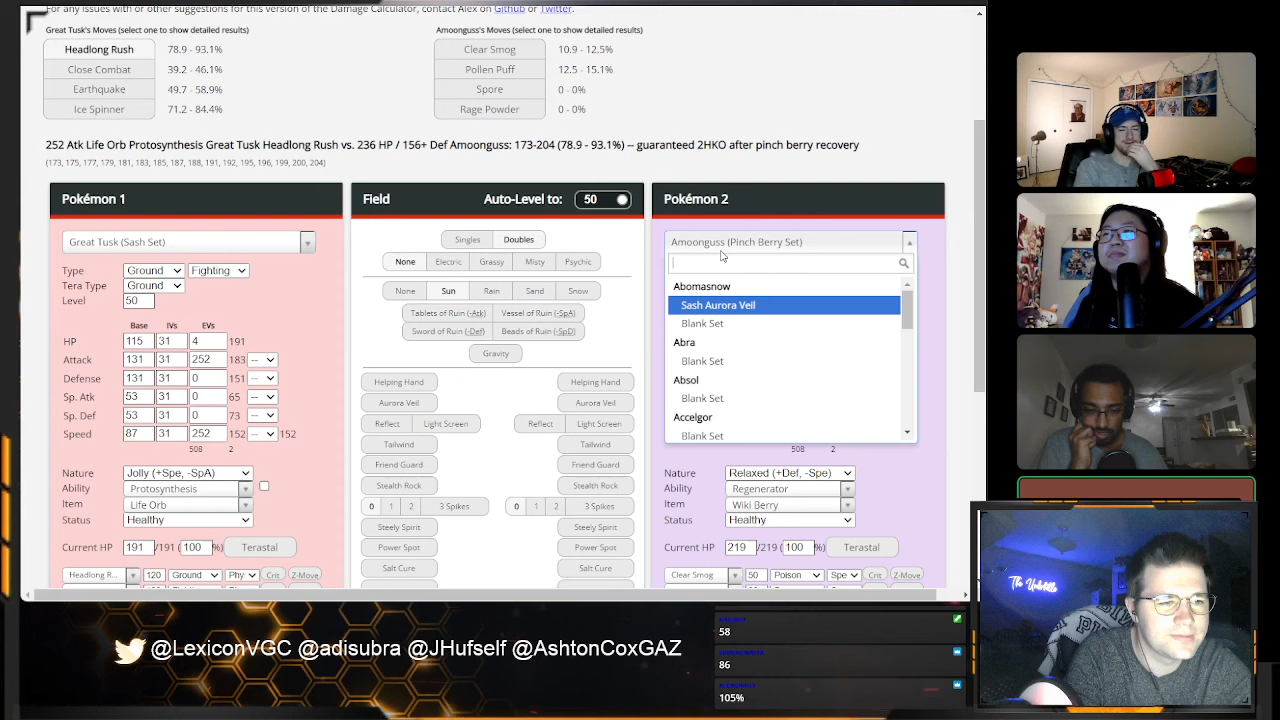 For any issues with forewarned for this version of the Damage Calculator, contact Alex on Github or Twitter.
Great Tusk's Moves (select one to show detailed results)
Headlong Rush 78.9 - 93.1%
Close Combat 39.2 - 46.1%
Earthquake 49.7 - 58.9%
Ice Spinner 71.2 - 84.4%
Amoonguss's Moves (select one to show detailed results)
Clear Smog 10.9 - 12.5%
Pollen Puff 12.5 - 15.1%
Spore 0 - 0%
Rage Powder 0 - 0%
252 Atk Life Orb Protosynthesis Great Tusk Headlong Rush vs. 236 HP / 156+ Def Amoonguss: 173-204 (78.9 - 93.1%) -- guaranteed 2HKO after pinch berry recovery
(173, 175, 177, 179, 181, 183, 185, 187, 188, 191, 192, 195, 196, 199, 200, 204)
Pokémon 1
Great Tusk (Sash Set)
Type Ground Fighting
Tera Type Ground
Level 50
Base IVs EVs
HP 115 31 4 191
Attack 131 31 252 183 --
Defense 131 31 0 151 --
Sp. Atk 53 31 0 65 --
Sp. Def 53 31 0 73 --
Speed 87 31 252 152 -- 152
508 2
Nature Jolly (+Spe, -SpA)
Ability Protosynthesis
Item Life Orb
Status Healthy
Current HP 191 /191 ( 100 %) Terastal
Headlong R... 120 Ground Phy: Crit Z-Move
Field Auto-Level to: 50
Singles Doubles
None Electric Grassy Misty Psychic
None Sun Rain Sand Snow
Tablets of Ruin (-Atk) Vessel of Ruin (-SpA)
Sword of Ruin (-Def) Beads of Ruin (-SpD)
Gravity
Helping Hand Helping Hand
Aurora Veil Aurora Veil
Reflect Light Screen Reflect Light Screen
Tailwind Tailwind
Friend Guard Friend Guard
Stealth Rock Stealth Rock
0 1 2 3 Spikes 0 1 2 3 Spikes
Steely Spirit Steely Spirit
Power Spot Power Spot
Salt Cure Salt Cure
Pokémon 2
Amoonguss (Pinch Berry Set)
Abomasnow
Sash Aurora Veil
Blank Set
Abra
Blank Set
Absol
Blank Set
Accelgor
Blank Set
508 2
Nature Relaxed (+Def, -Spe)
Ability Regenerator
Item Wiki Berry
Status Healthy
Current HP 219 /219 ( 100 %) Terastal
Clear Smog 50 Poison Spe Crit Z-Move
@LexiconVGC @adisubra @JHufself @AshtonCoxGAZ
58
86
105%